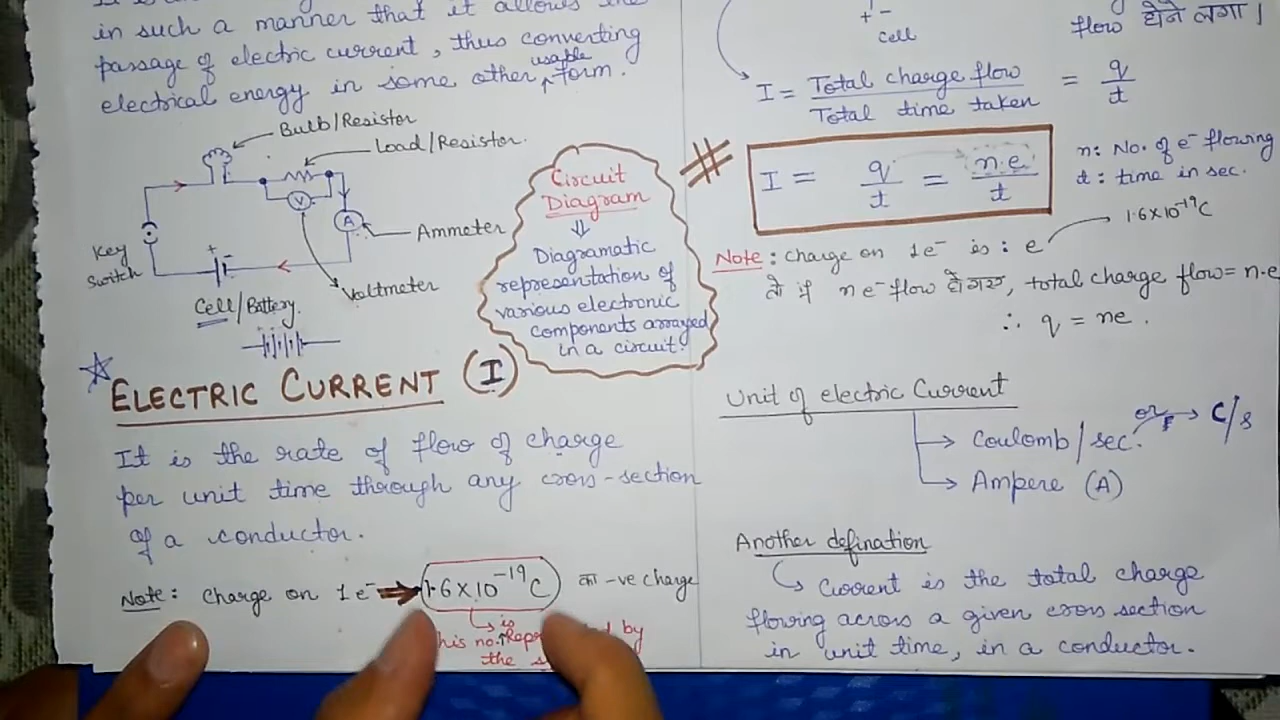 in such a manner that it allows the
passage of electric current, thus converting
electrical energy in some other usable form.
Bulb/Resistor
Load/Resistor.
V
A
Ammeter
Key
Switch
+
Voltmeter
Cell/Battery.
Circuit
Diagram
⇓
Diagramatic
representation of
various electronic
components arrayed
in a circuit.
ELECTRIC CURRENT (I)
It is the rate of flow of charge
per unit time through any cross-section
of a conductor.
Note: Charge on 1e⁻ → 1.6×10⁻¹⁹C का -ve charge
is
this no.
by
the
+ -
cell
flow होने लगा।
I = Total charge flow / Total time taken = q/t
I = q/t = n.e/t
n: No. of e⁻ flowing
t: time in sec.
1.6×10⁻¹⁹C
Note: Charge on 1e⁻ is: e
तो if n e⁻ flow हो गए, total charge flow = n.e
∴ q = ne.
Unit of electric Current
→ Coulomb/sec. or → C/s
→ Ampere (A)
Another defination
Current is the total charge
flowing across a given cross section
in unit time, in a conductor.